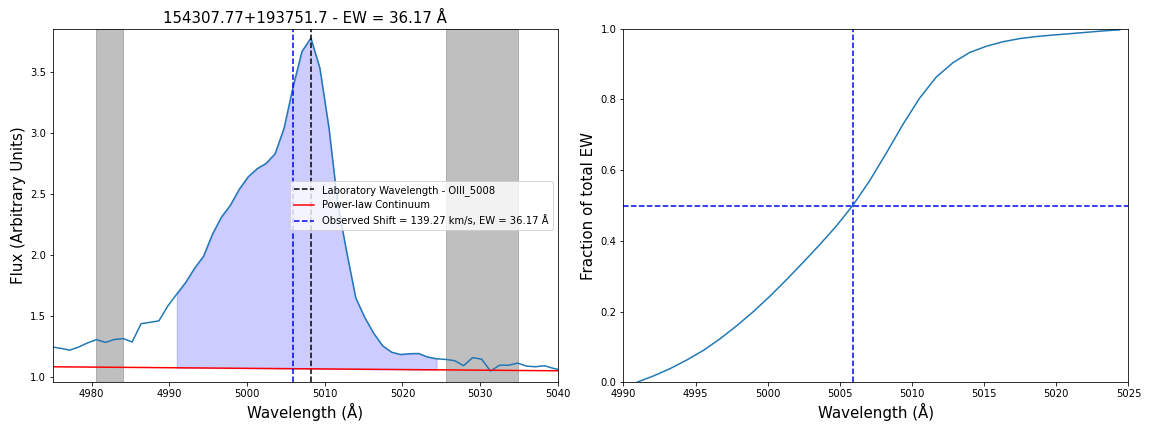 154307.77+193751.7 - EW = 36.17 Å
Flux (Arbitrary Units)
3.5
3.0
2.5
2.0
1.5
1.0
Laboratory Wavelength - OIII_5008
Power-law Continuum
Observed Shift = 139.27 km/s, EW = 36.17 Å
4980 4990 5000 5010 5020 5030 5040
Wavelength (Å)
Fraction of total EW
1.0
0.8
0.6
0.4
0.2
0.0
4990 4995 5000 5005 5010 5015 5020 5025
Wavelength (Å)